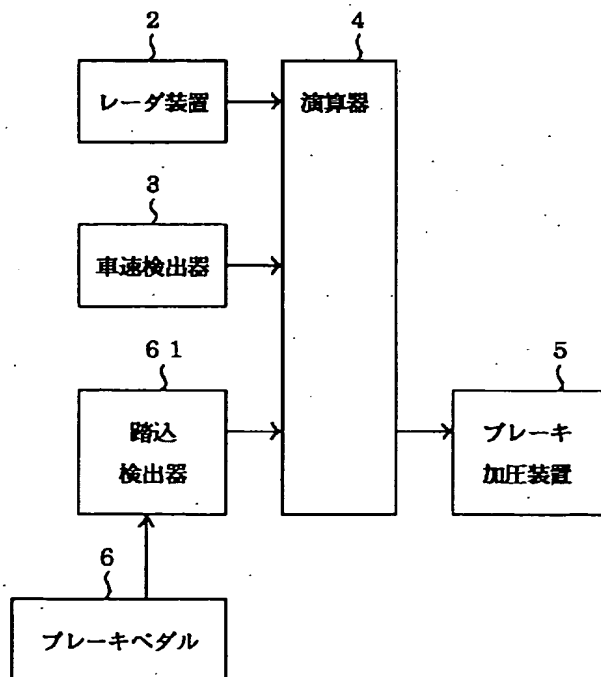 2
レーダ装置
4
演算器
3
車速検出器
6 1
踏込
検出器
5
ブレーキ
加圧装置
6
ブレーキペダル